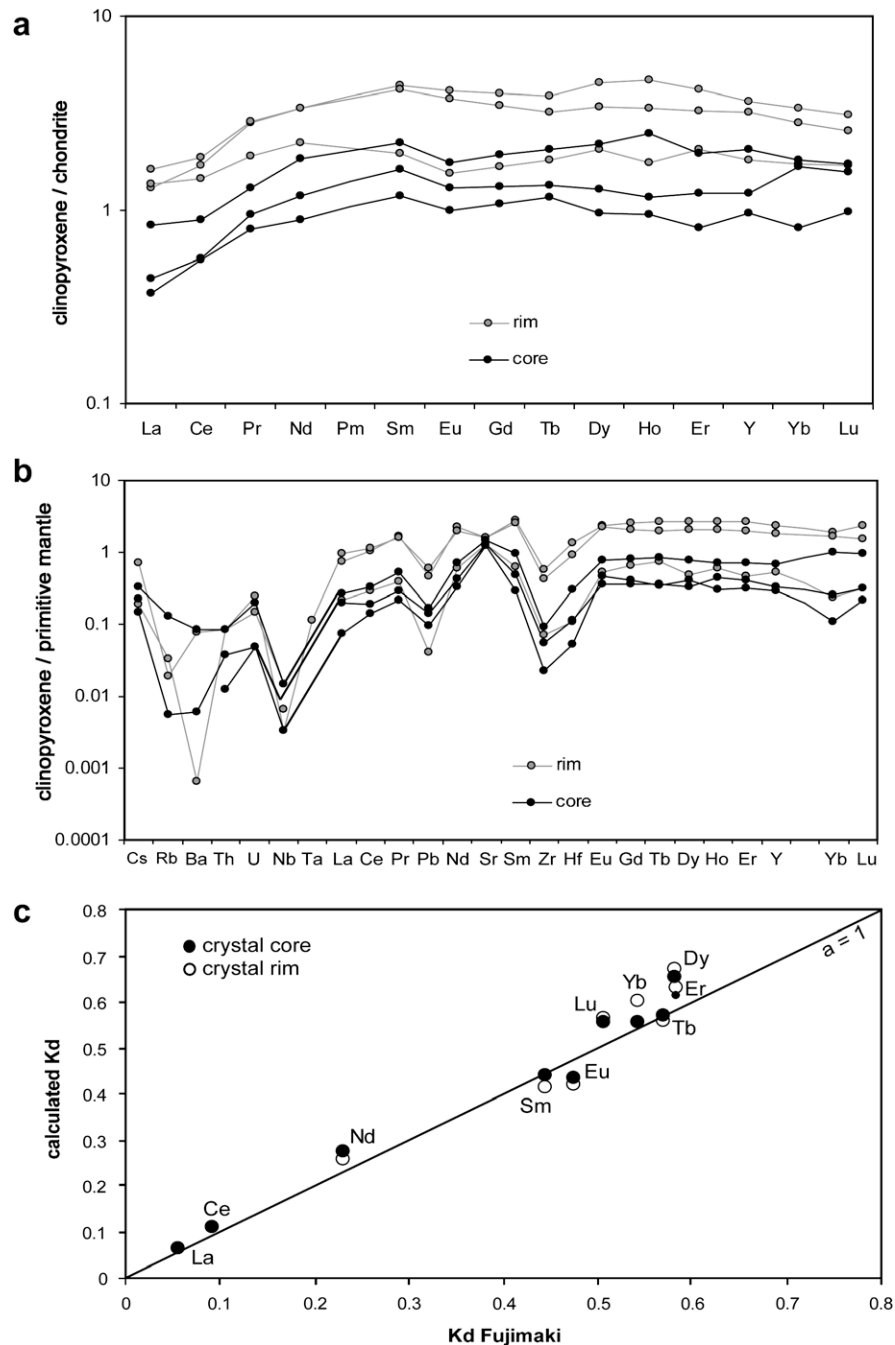 a
10
1
0.1
clinopyroxene / chondrite
rim
core
La Ce Pr Nd Pm Sm Eu Gd Tb Dy Ho Er Y Yb Lu
b
10
1
0.1
0.01
0.001
0.0001
clinopyroxene / primitive mantle
rim
core
Cs Rb Ba Th U Nb Ta La Ce Pr Pb Nd Sr Sm Zr Hf Eu Gd Tb Dy Ho Er Y Yb Lu
c
0.8
0.7
0.6
0.5
0.4
0.3
0.2
0.1
0
calculated Kd
crystal core
crystal rim
a = 1
Dy
Yb
Er
Lu
Tb
Eu
Sm
Nd
Ce
La
0 0.1 0.2 0.3 0.4 0.5 0.6 0.7 0.8
Kd Fujimaki